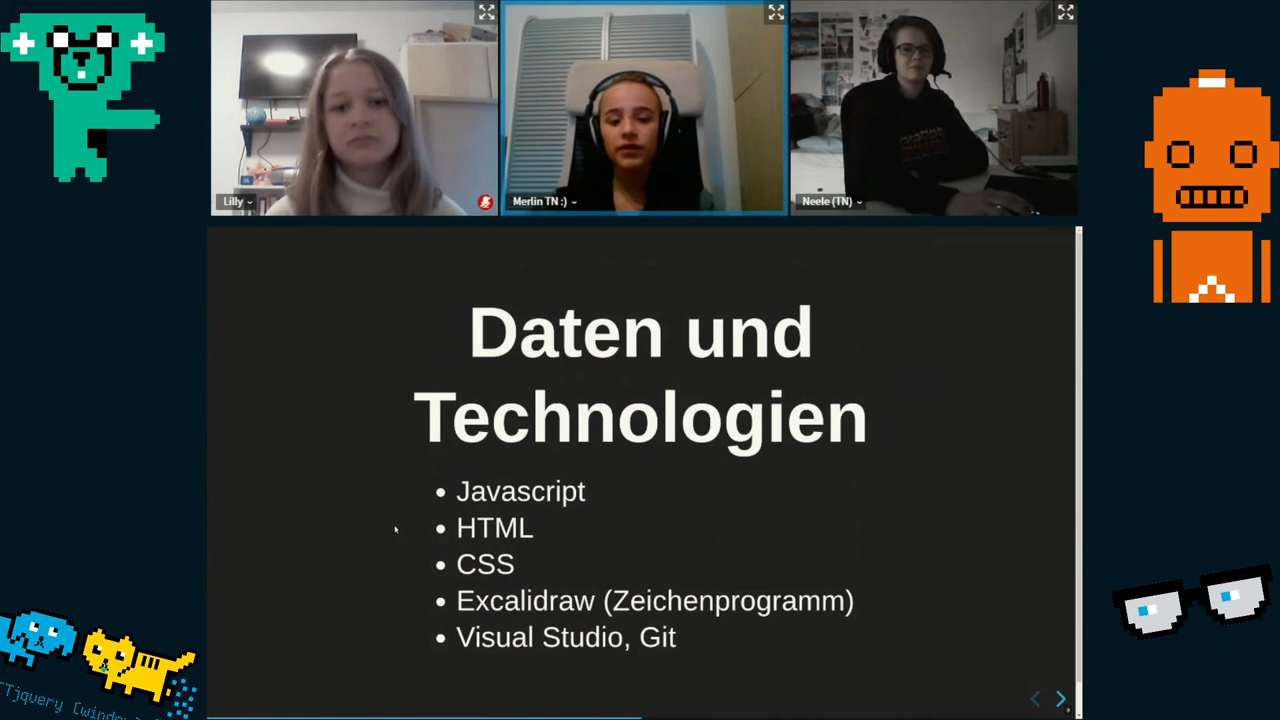 Lilly
Merlin TN :)
Neele (TN)
Daten und
Technologien
• Javascript
• HTML
• CSS
• Excalidraw (Zeichenprogramm)
• Visual Studio, Git